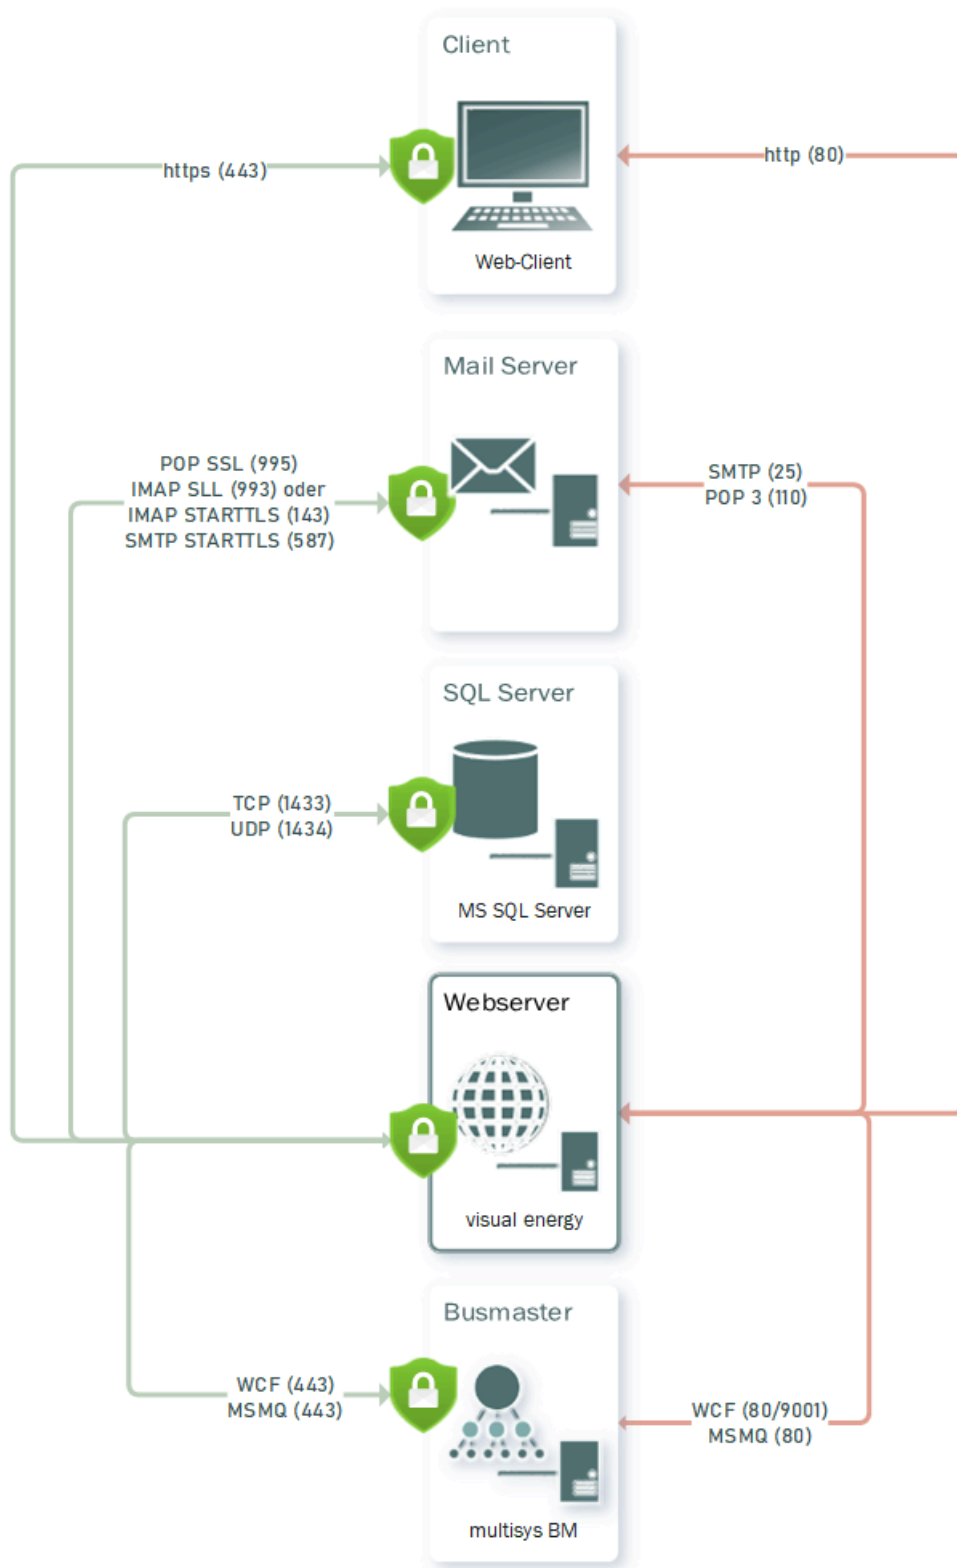 Client
https (443)
http (80)
Web-Client
Mail Server
POP SSL (995)
IMAP SLL (993) oder
IMAP STARTTLS (143)
SMTP STARTTLS (587)
SMTP (25)
POP 3 (110)
SQL Server
TCP (1433)
UDP (1434)
MS SQL Server
Webserver
visual energy
Busmaster
WCF (443)
MSMQ (443)
WCF (80/9001)
MSMQ (80)
multisys BM